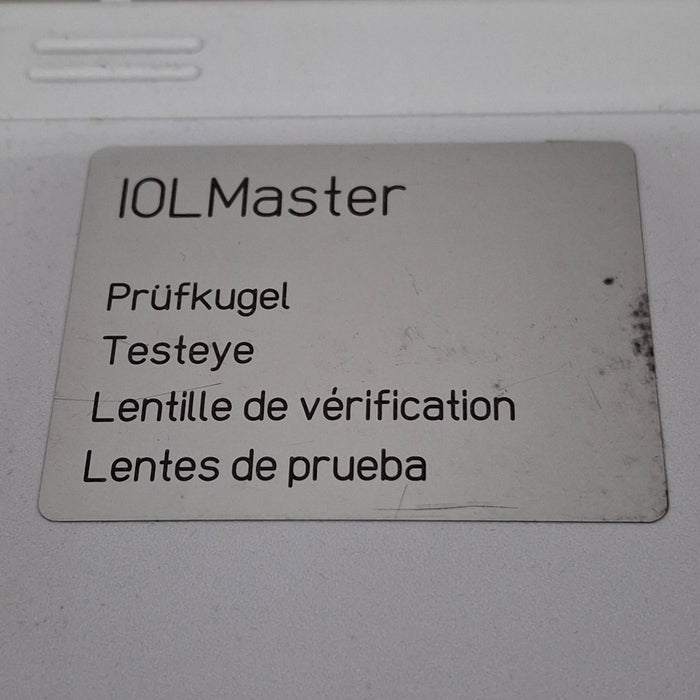 IOLMaster
Prüfkugel
Testeye
Lentille de vérification
Lentes de prueba